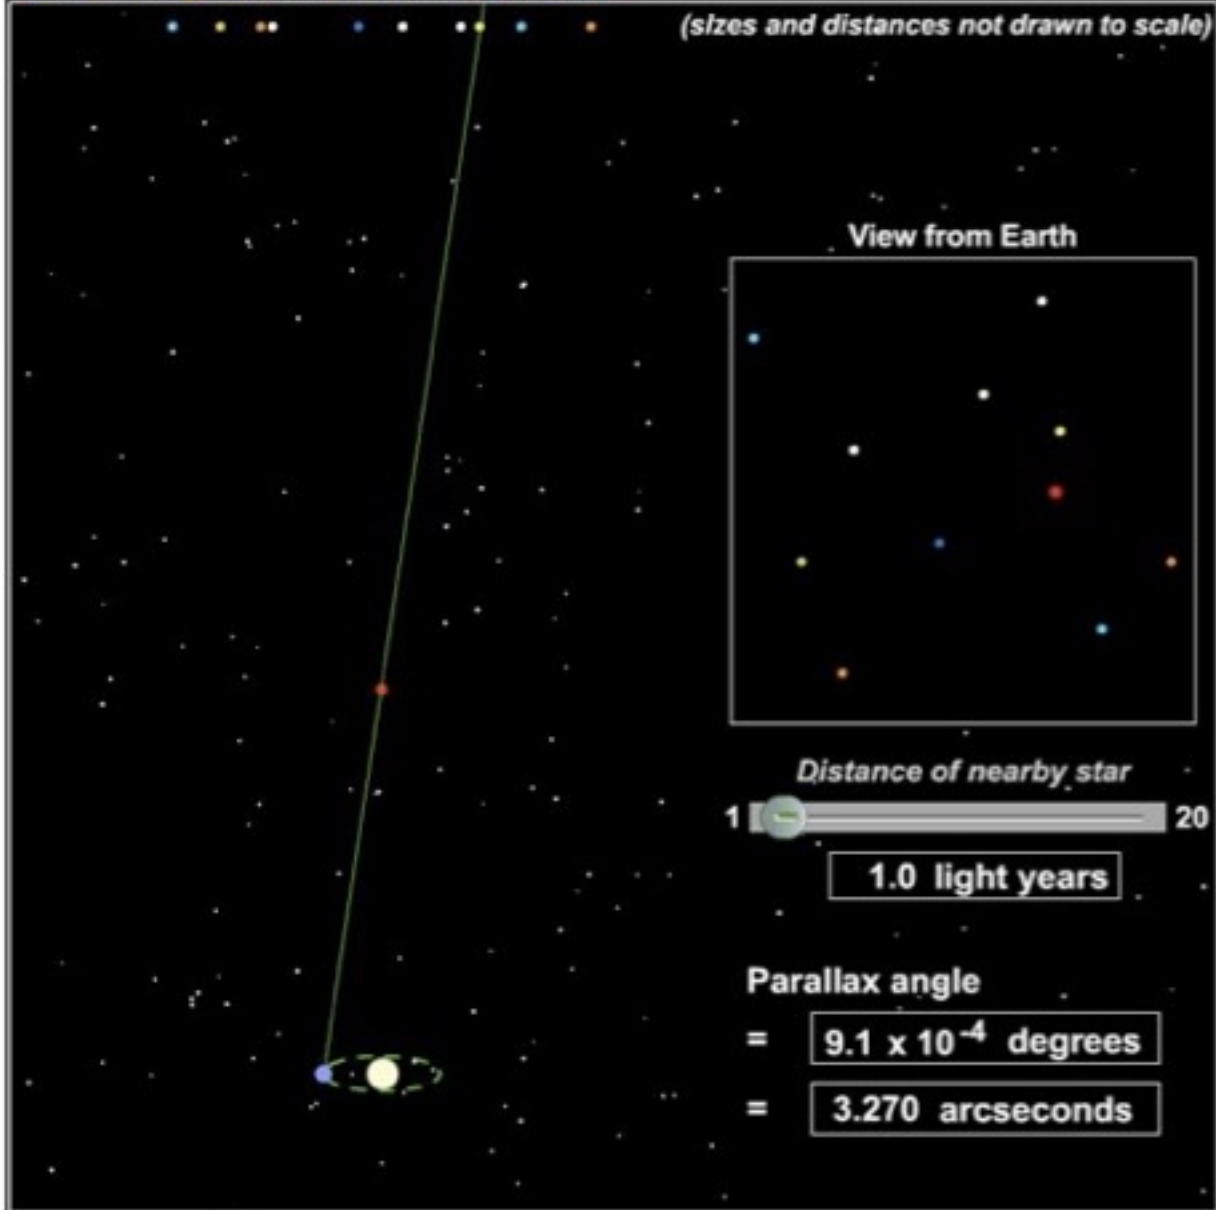 (sizes and distances not drawn to scale)
View from Earth
Distance of nearby star
1 20
1.0 light years
Parallax angle
= 9.1 x 10⁻⁴ degrees
= 3.270 arcseconds